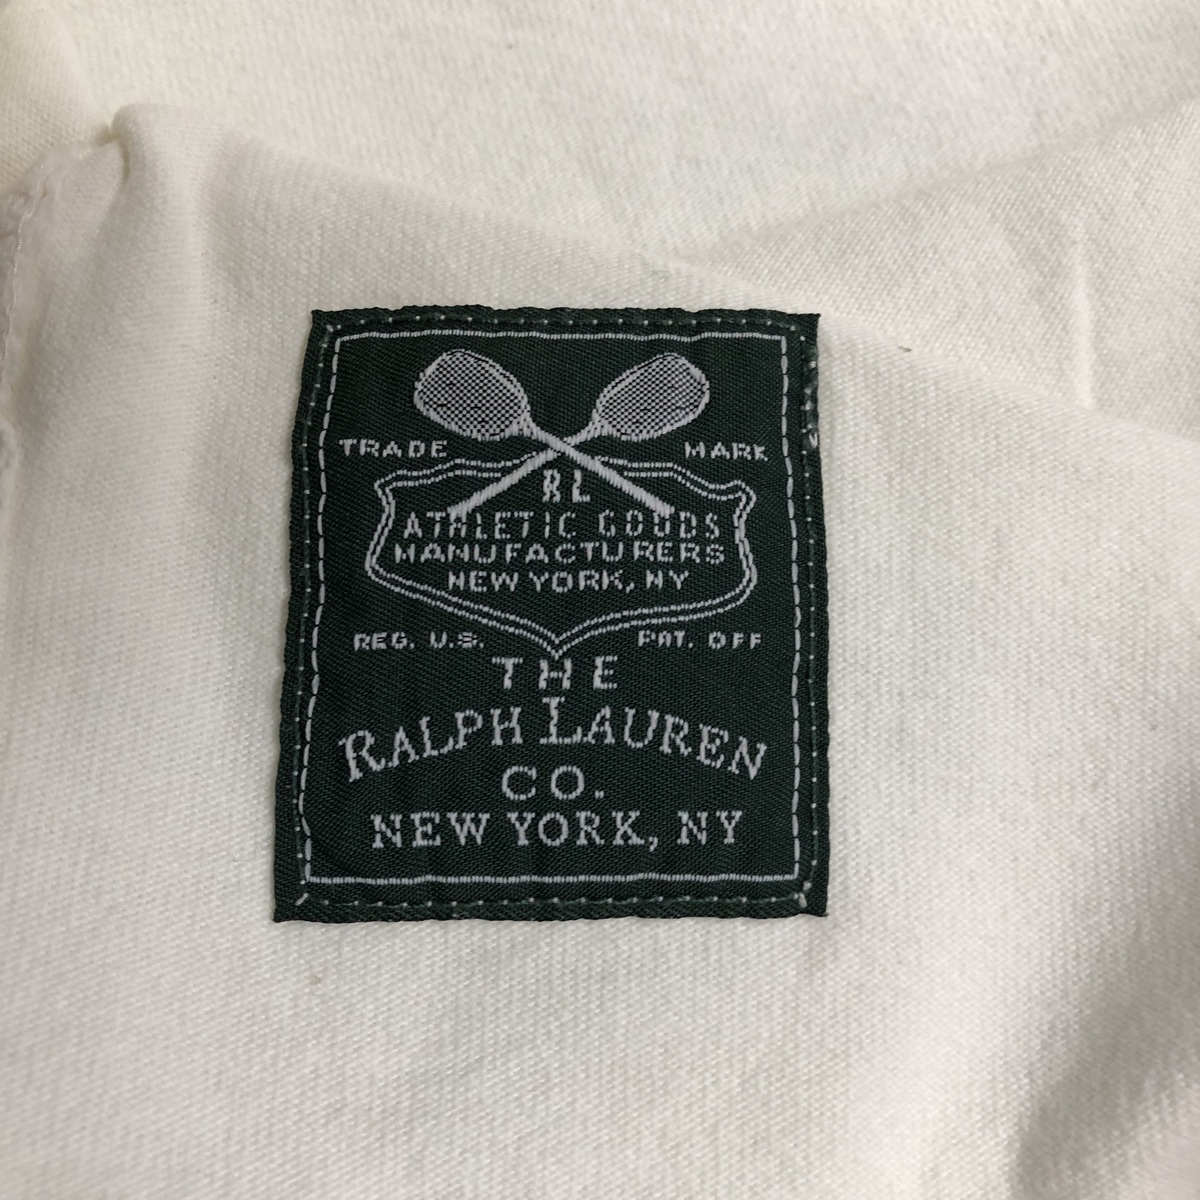 TRADE MARK
RL
ATHLETIC GOODS
MANUFACTURERS
NEW YORK, NY
REG. U.S. PAT. OFF
THE
RALPH LAUREN
CO.
NEW YORK, NY